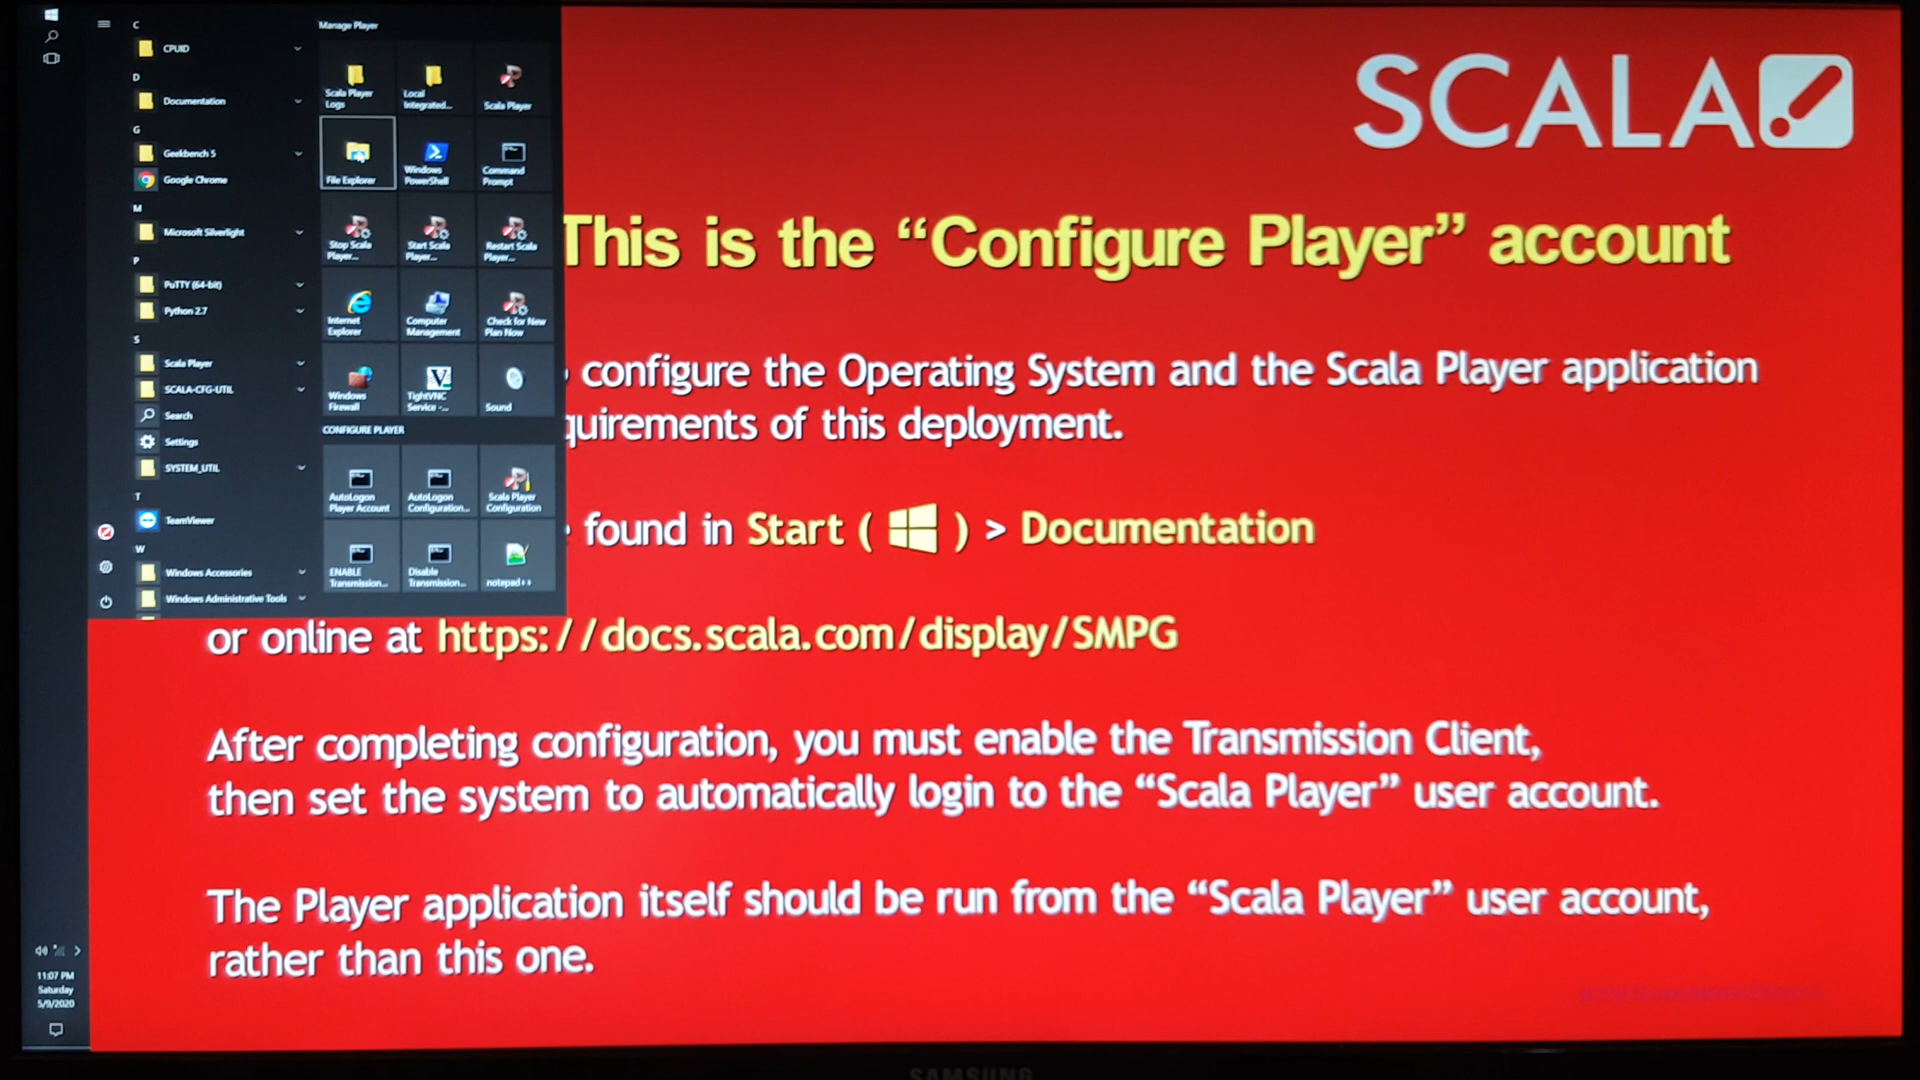 C
CPUID
D
Documentation
G
Geekbench 5
Google Chrome
M
Microsoft Silverlight
P
PuTTY (64-bit)
Python 2.7
S
Scala Player
SCALA-CFG-UTIL
Search
Settings
SYSTEM_UTIL
T
TeamViewer
W
Windows Accessories
Windows Administrative Tools
Manage Player
Scala Player
Logs
Local
Integrated...
Scala Player
File Explorer
Windows
PowerShell
Command
Prompt
Stop Scala
Player...
Start Scala
Player...
Restart Scala
Player...
Internet
Explorer
Computer
Management
Check for New
Plan Now
Windows
Firewall
TightVNC
Service -...
Sound
CONFIGURE PLAYER
AutoLogon
Player Account
AutoLogon
Configuration...
Scala Player
Configuration
ENABLE
Transmission...
Disable
Transmission...
notepad++
SCALA
This is the “Configure Player” account
configure the Operating System and the Scala Player application
quirements of this deployment.
found in Start ( ) > Documentation
or online at https://docs.scala.com/display/SMPG
After completing configuration, you must enable the Transmission Client,
then set the system to automatically login to the “Scala Player” user account.
The Player application itself should be run from the “Scala Player” user account,
rather than this one.
11:07 PM
Saturday
5/9/2020
SAMSUNG